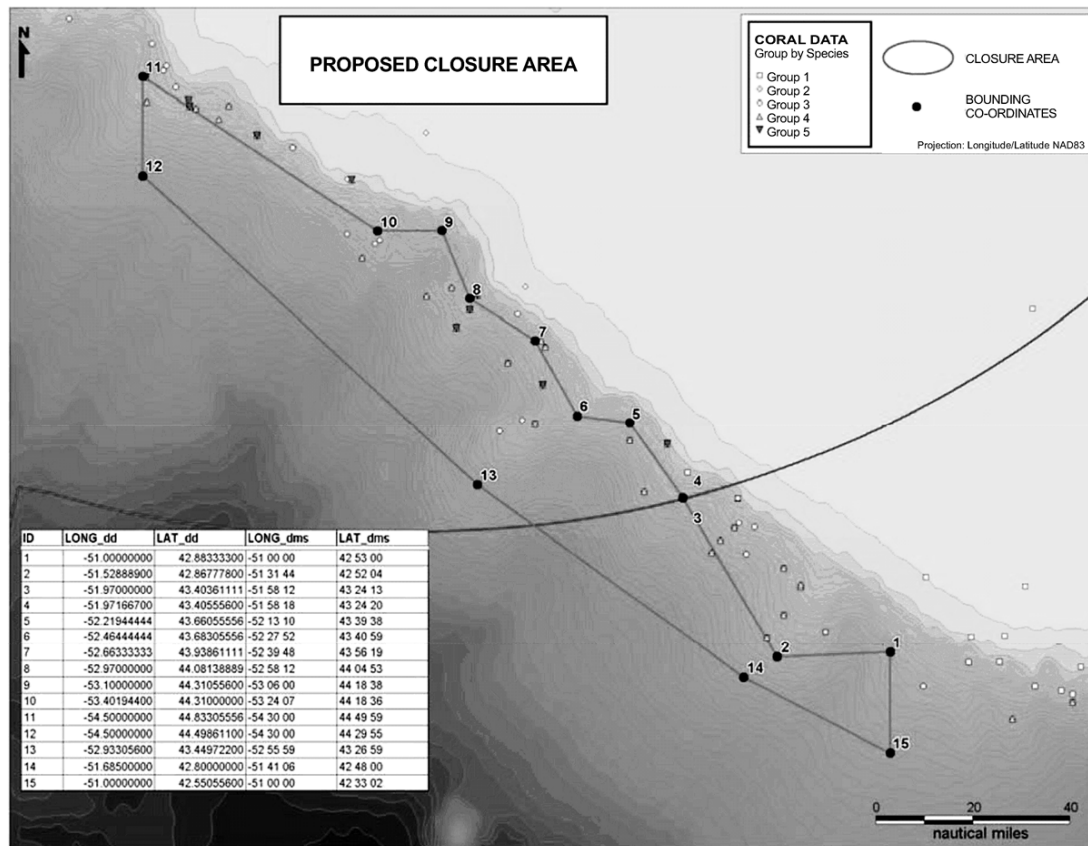 N
PROPOSED CLOSURE AREA
CORAL DATA
Group by Species
Group 1
Group 2
Group 3
Group 4
Group 5
CLOSURE AREA
BOUNDING
CO-ORDINATES
Projection: Longitude/Latitude NAD83
11
12
10
9
8
7
6
5
4
3
13
2
1
14
15
ID LONG_dd LAT_dd LONG_dms LAT_dms
1 -51.00000000 42.88333300 -51 00 00 42 53 00
2 -51.52888900 42.86777800 -51 31 44 42 52 04
3 -51.97000000 43.40361111 -51 58 12 43 24 13
4 -51.97166700 43.40555600 -51 58 18 43 24 20
5 -52.21944444 43.66055556 -52 13 10 43 39 38
6 -52.46444444 43.68305556 -52 27 52 43 40 59
7 -52.66333333 43.93861111 -52 39 48 43 56 19
8 -52.97000000 44.08138889 -52 58 12 44 04 53
9 -53.10000000 44.31055600 -53 06 00 44 18 38
10 -53.40194400 44.31000000 -53 24 07 44 18 36
11 -54.50000000 44.83305556 -54 30 00 44 49 59
12 -54.50000000 44.49861100 -54 30 00 44 29 55
13 -52.93305600 43.44972200 -52 55 59 43 26 59
14 -51.68500000 42.80000000 -51 41 06 42 48 00
15 -51.00000000 42.55055600 -51 00 00 42 33 02
0 10 20 40
nautical miles